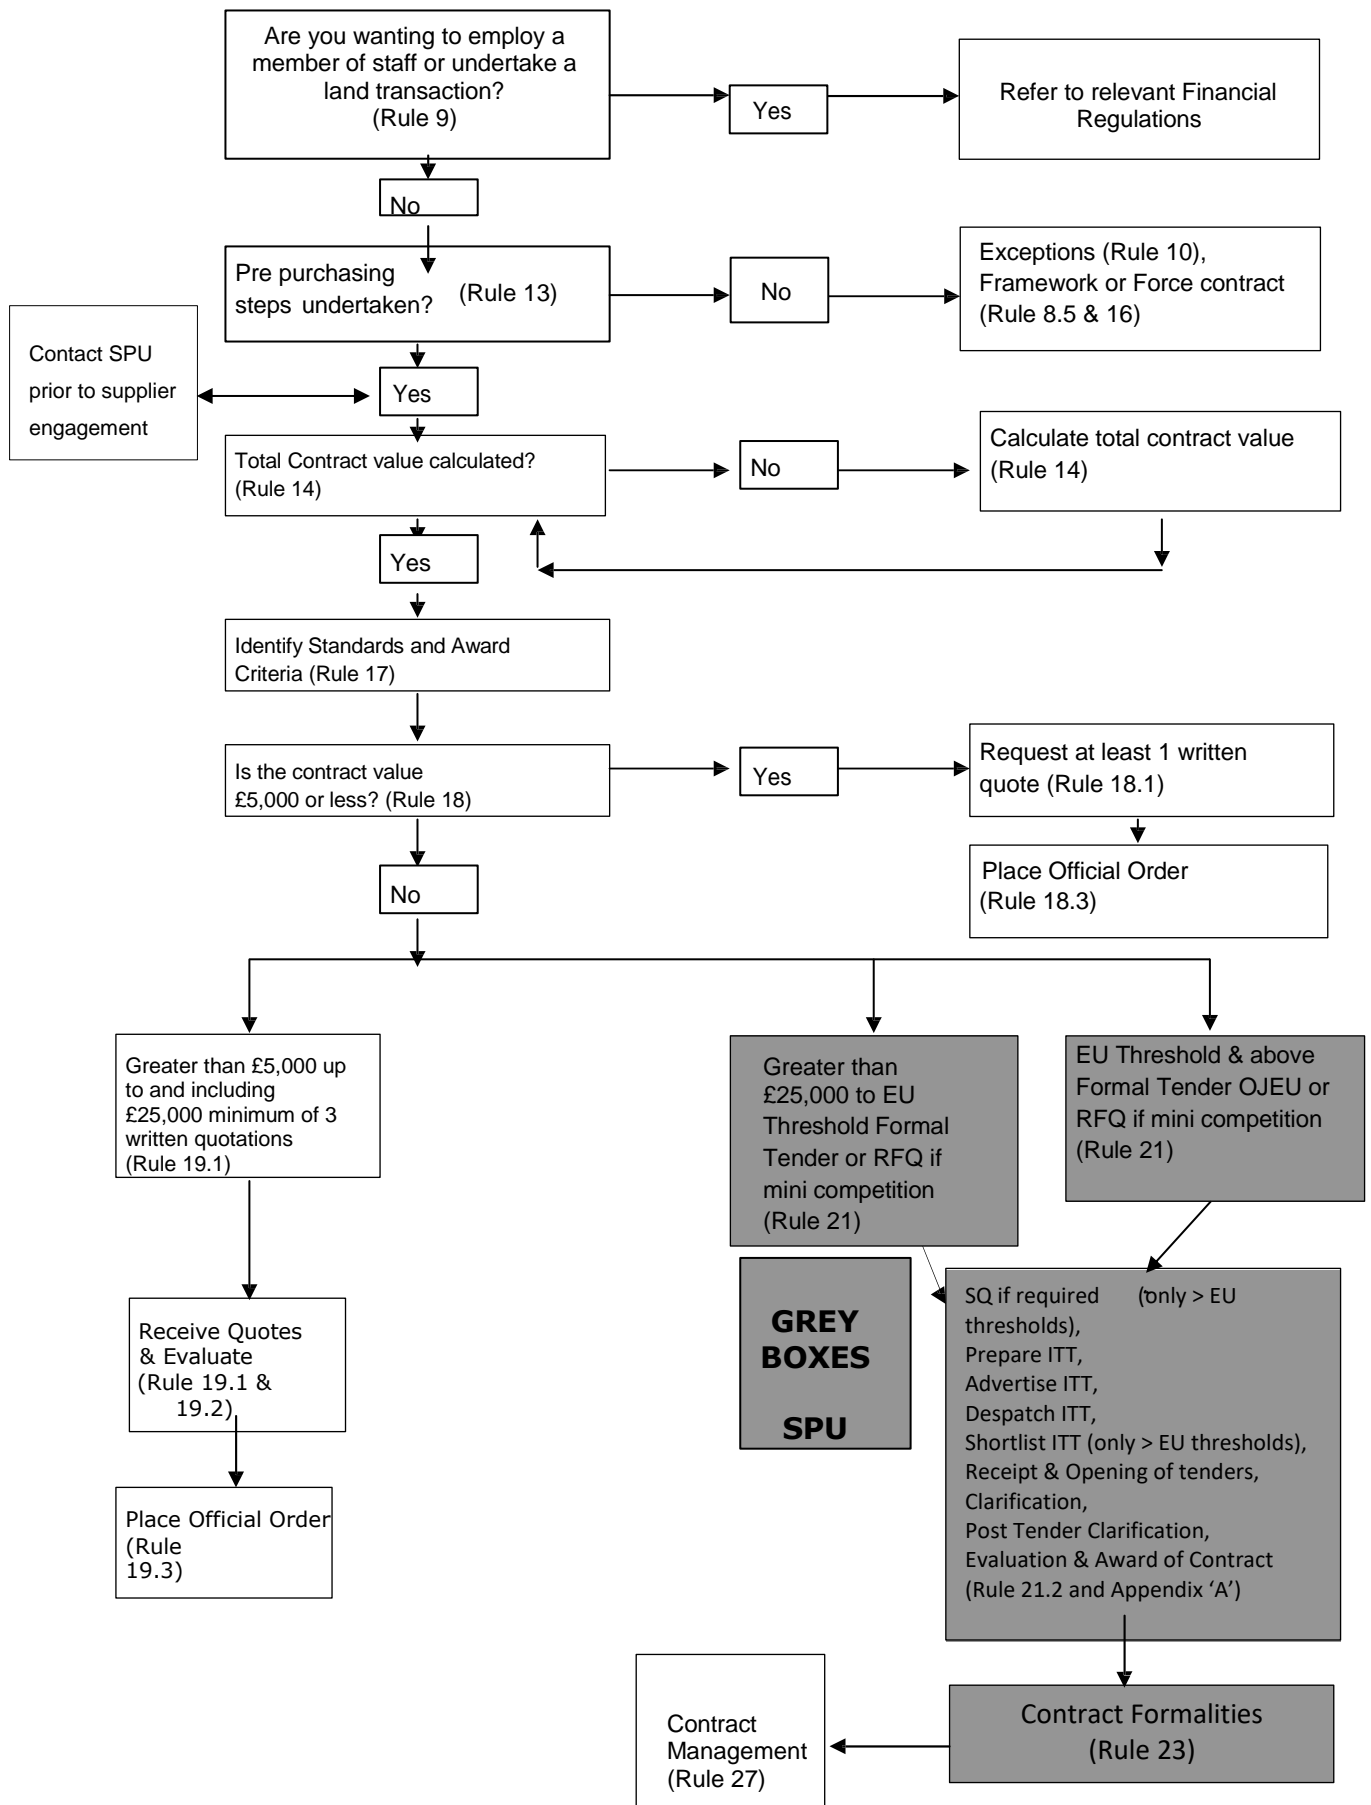 Are you wanting to employ a
member of staff or undertake a
land transaction?
(Rule 9)
Yes
Refer to relevant Financial
Regulations
No
Pre purchasing
steps undertaken?
(Rule 13)
No
Exceptions (Rule 10),
Framework or Force contract
(Rule 8.5 & 16)
Contact SPU
prior to supplier
engagement
Yes
Total Contract value calculated?
(Rule 14)
No
Calculate total contract value
(Rule 14)
Yes
Identify Standards and Award
Criteria (Rule 17)
Is the contract value
£5,000 or less? (Rule 18)
Yes
Request at least 1 written
quote (Rule 18.1)
Place Official Order
(Rule 18.3)
No
Greater than £5,000 up
to and including
£25,000 minimum of 3
written quotations
(Rule 19.1)
Greater than
£25,000 to EU
Threshold Formal
Tender or RFQ if
mini competition
(Rule 21)
EU Threshold & above
Formal Tender OJEU or
RFQ if mini competition
(Rule 21)
Receive Quotes
& Evaluate
(Rule 19.1 &
19.2)
GREY
BOXES
SPU
SQ if required (only > EU
thresholds),
Prepare ITT,
Advertise ITT,
Despatch ITT,
Shortlist ITT (only > EU thresholds),
Receipt & Opening of tenders,
Clarification,
Post Tender Clarification,
Evaluation & Award of Contract
(Rule 21.2 and Appendix ‘A’)
Place Official Order
(Rule
19.3)
Contract Formalities
(Rule 23)
Contract
Management
(Rule 27)